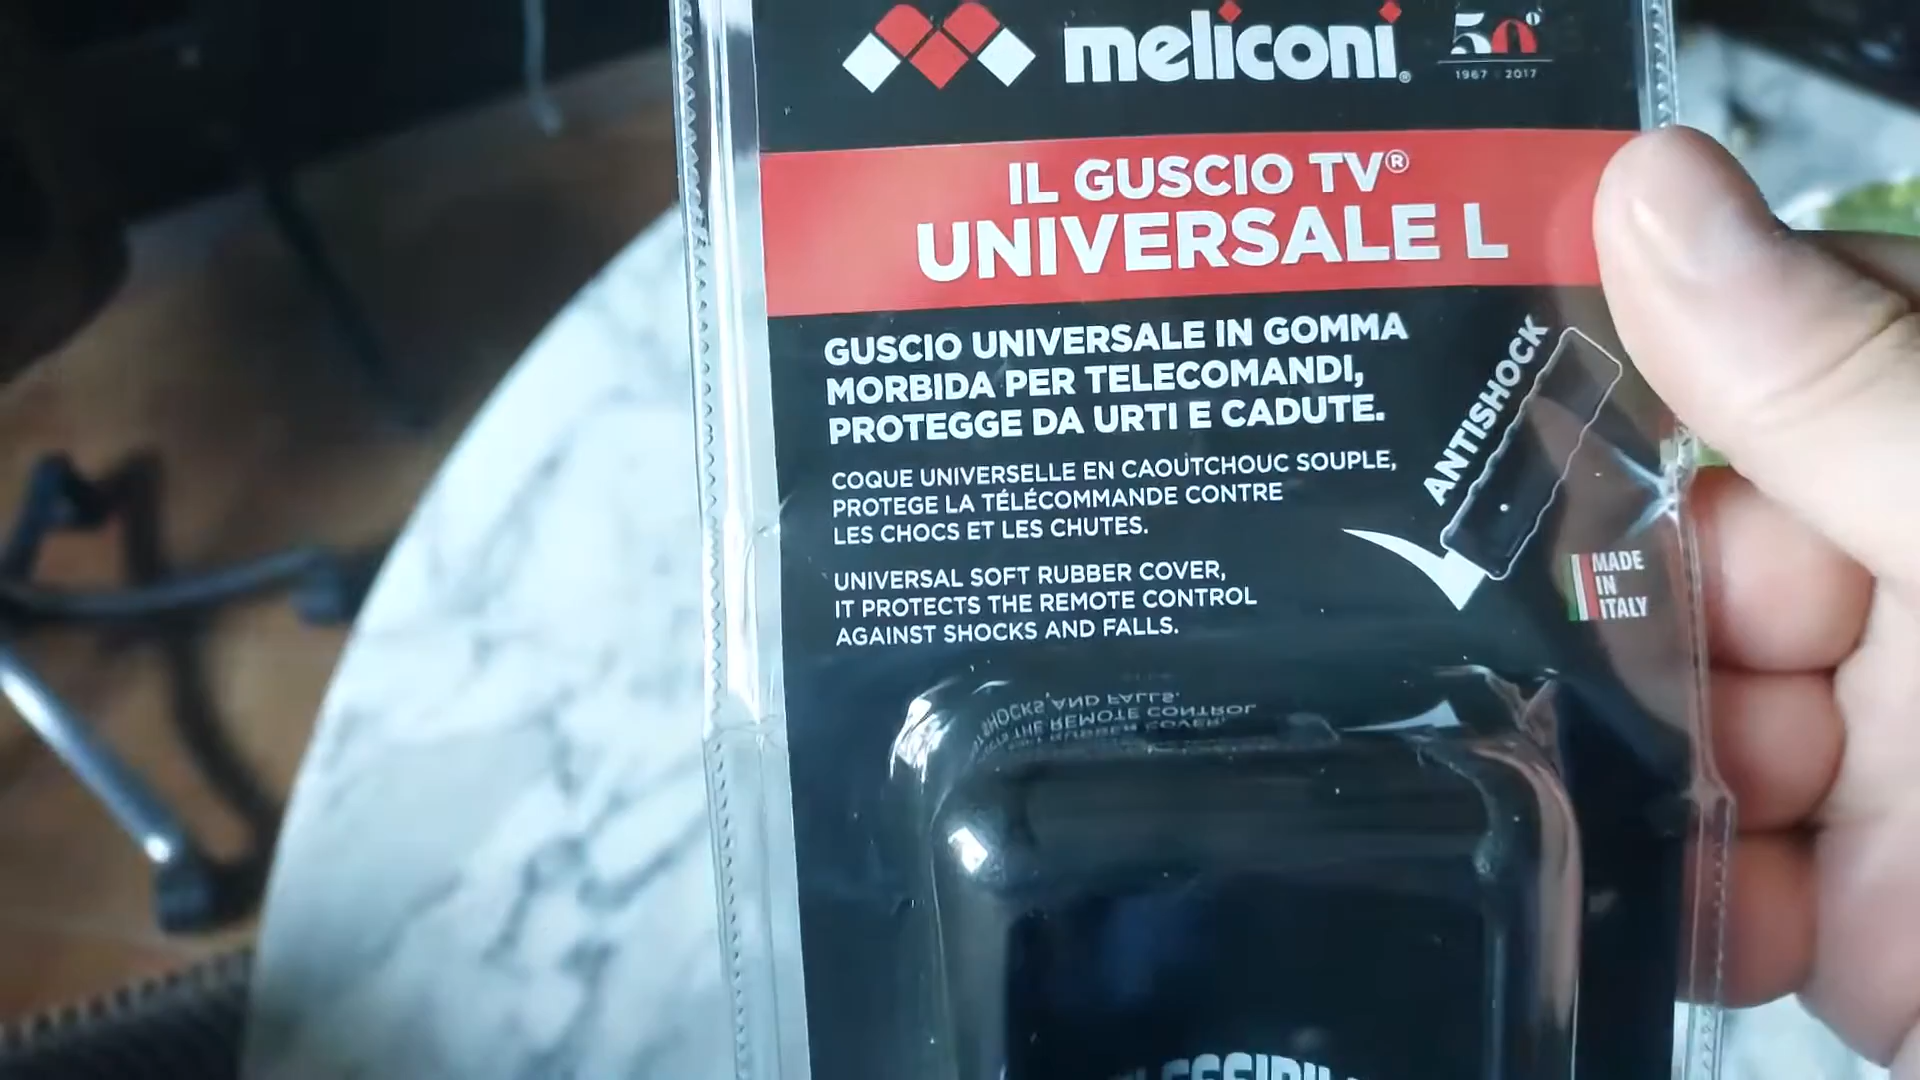 meliconi®
50°
1967 2017
IL GUSCIO TV®
UNIVERSALE L
GUSCIO UNIVERSALE IN GOMMA
MORBIDA PER TELECOMANDI,
PROTEGGE DA URTI E CADUTE.
COQUE UNIVERSELLE EN CAOUTCHOUC SOUPLE,
PROTEGE LA TÉLÉCOMMANDE CONTRE
LES CHOCS ET LES CHUTES.
UNIVERSAL SOFT RUBBER COVER,
IT PROTECTS THE REMOTE CONTROL
AGAINST SHOCKS AND FALLS.
ANTISHOCK
MADE
IN
ITALY